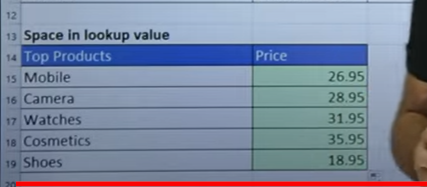 12
13 Space in lookup value
14 Top Products Price
15 Mobile 26.95
16 Camera 28.95
17 Watches 31.95
18 Cosmetics 35.95
19 Shoes 18.95
20